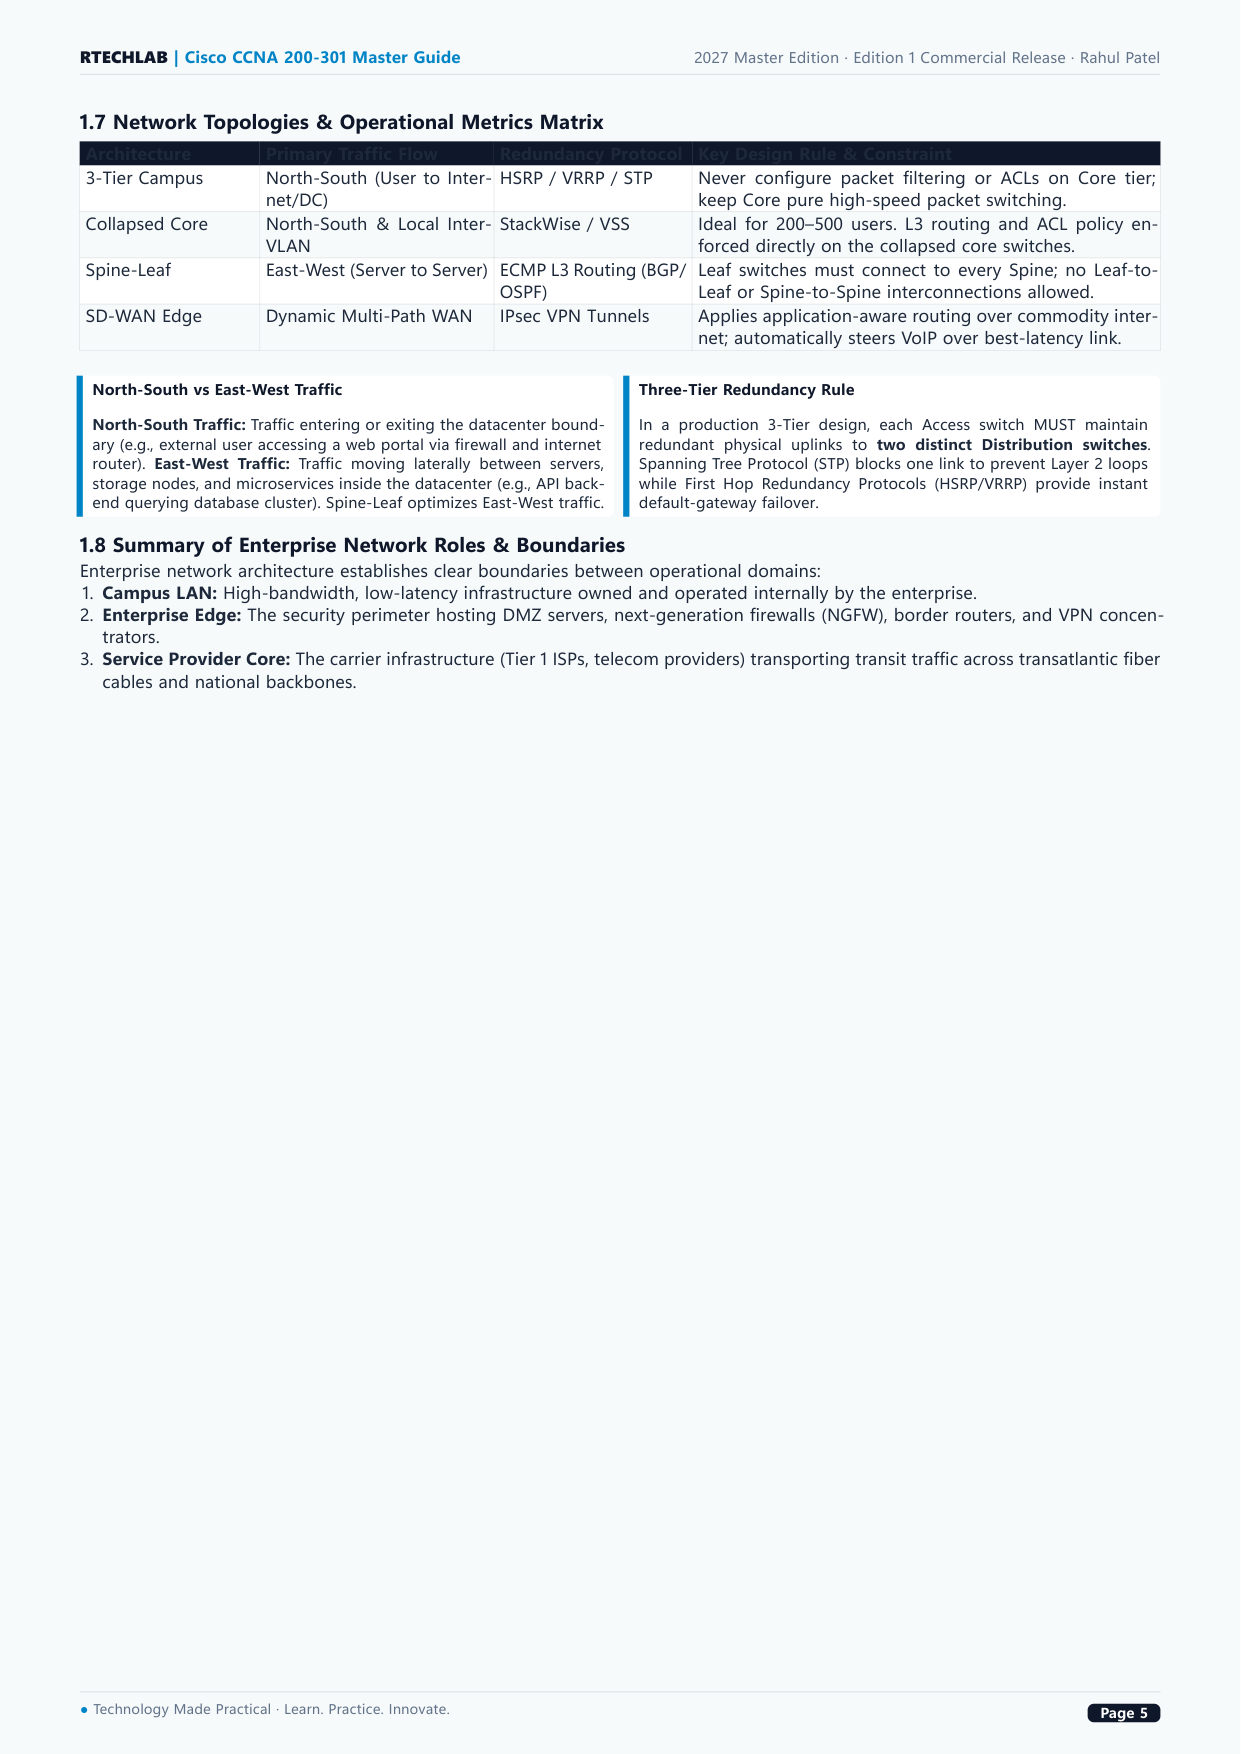 RTECHLAB | Cisco CCNA 200-301 Master Guide
2027 Master Edition · Edition 1 Commercial Release · Rahul Patel
1.7 Network Topologies & Operational Metrics Matrix
Architecture Primary Traffic Flow Redundancy Protocol Key Design Rule & Constraint
3-Tier Campus North-South (User to Inter- HSRP / VRRP / STP Never configure packet filtering or ACLs on Core tier;
net/DC) keep Core pure high-speed packet switching.
Collapsed Core North-South & Local Inter- StackWise / VSS Ideal for 200–500 users. L3 routing and ACL policy en-
VLAN forced directly on the collapsed core switches.
Spine-Leaf East-West (Server to Server) ECMP L3 Routing (BGP/ Leaf switches must connect to every Spine; no Leaf-to-
OSPF) Leaf or Spine-to-Spine interconnections allowed.
SD-WAN Edge Dynamic Multi-Path WAN IPsec VPN Tunnels Applies application-aware routing over commodity inter-
net; automatically steers VoIP over best-latency link.
North-South vs East-West Traffic
North-South Traffic: Traffic entering or exiting the datacenter bound-
ary (e.g., external user accessing a web portal via firewall and internet
router). East-West Traffic: Traffic moving laterally between servers,
storage nodes, and microservices inside the datacenter (e.g., API back-
end querying database cluster). Spine-Leaf optimizes East-West traffic.
Three-Tier Redundancy Rule
In a production 3-Tier design, each Access switch MUST maintain
redundant physical uplinks to two distinct Distribution switches.
Spanning Tree Protocol (STP) blocks one link to prevent Layer 2 loops
while First Hop Redundancy Protocols (HSRP/VRRP) provide instant
default-gateway failover.
1.8 Summary of Enterprise Network Roles & Boundaries
Enterprise network architecture establishes clear boundaries between operational domains:
1. Campus LAN: High-bandwidth, low-latency infrastructure owned and operated internally by the enterprise.
2. Enterprise Edge: The security perimeter hosting DMZ servers, next-generation firewalls (NGFW), border routers, and VPN concen-
trators.
3. Service Provider Core: The carrier infrastructure (Tier 1 ISPs, telecom providers) transporting transit traffic across transatlantic fiber
cables and national backbones.
● Technology Made Practical · Learn. Practice. Innovate.
Page 5